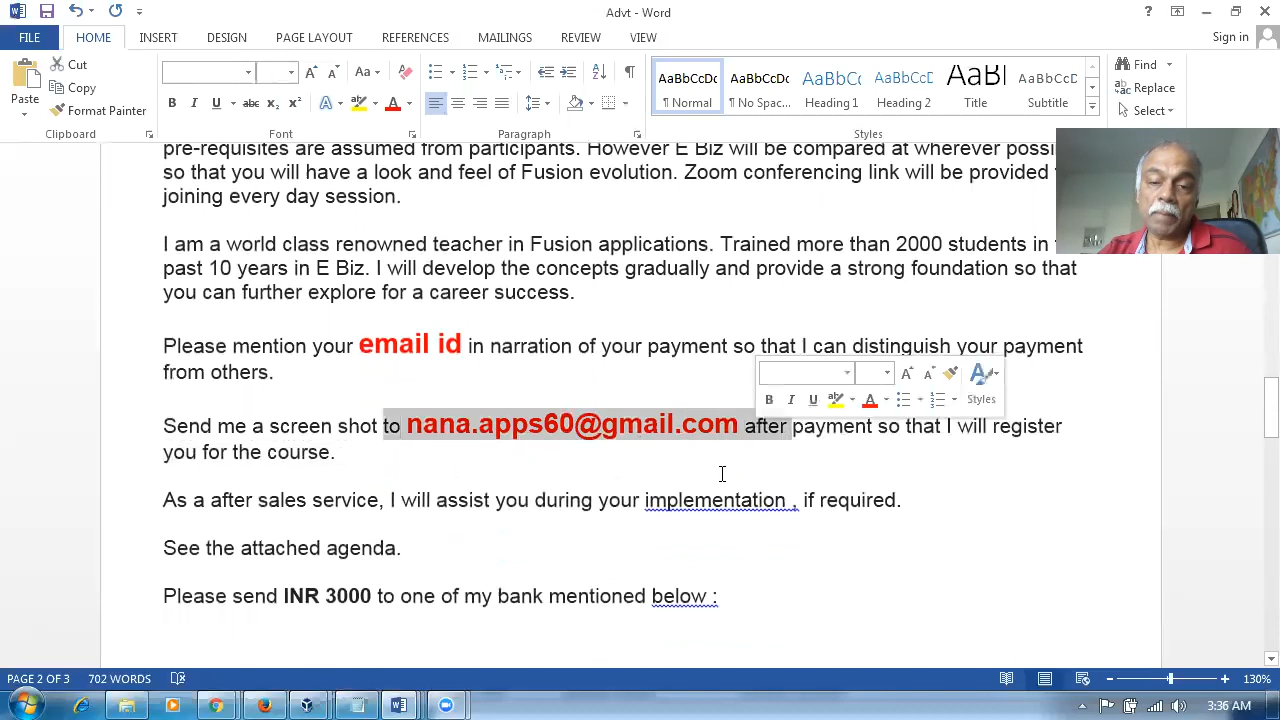 Advt - Word
FILE HOME INSERT DESIGN PAGE LAYOUT REFERENCES MAILINGS REVIEW VIEW Sign in
Paste
Cut
Copy
Format Painter
Aa
B I U abc x₂ x² A A
Find
Replace
Select
AaBbCcDc AaBbCcDc AaBbCc AaBbCcD AaB AaBbCcD
¶ Normal ¶ No Spac... Heading 1 Heading 2 Title Subtitle
Clipboard Font Paragraph Styles
pre-requisites are assumed from participants. However E Biz will be compared at wherever
so that you will have a look and feel of Fusion evolution. Zoom conferencing link will be provided
joining every day session.
I am a world class renowned teacher in Fusion applications. Trained more than 2000 students in
past 10 years in E Biz. I will develop the concepts gradually and provide a strong foundation so that
you can further explore for a career success.
Please mention your email id in narration of your payment so that I can distinguish your payment
from others.
B I U Styles
Send me a screen shot to nana.apps60@gmail.com after payment so that I will register
you for the course.
As a after sales service, I will assist you during your implementation , if required.
See the attached agenda.
Please send INR 3000 to one of my bank mentioned below :
PAGE 2 OF 3 702 WORDS 130%
3:36 AM